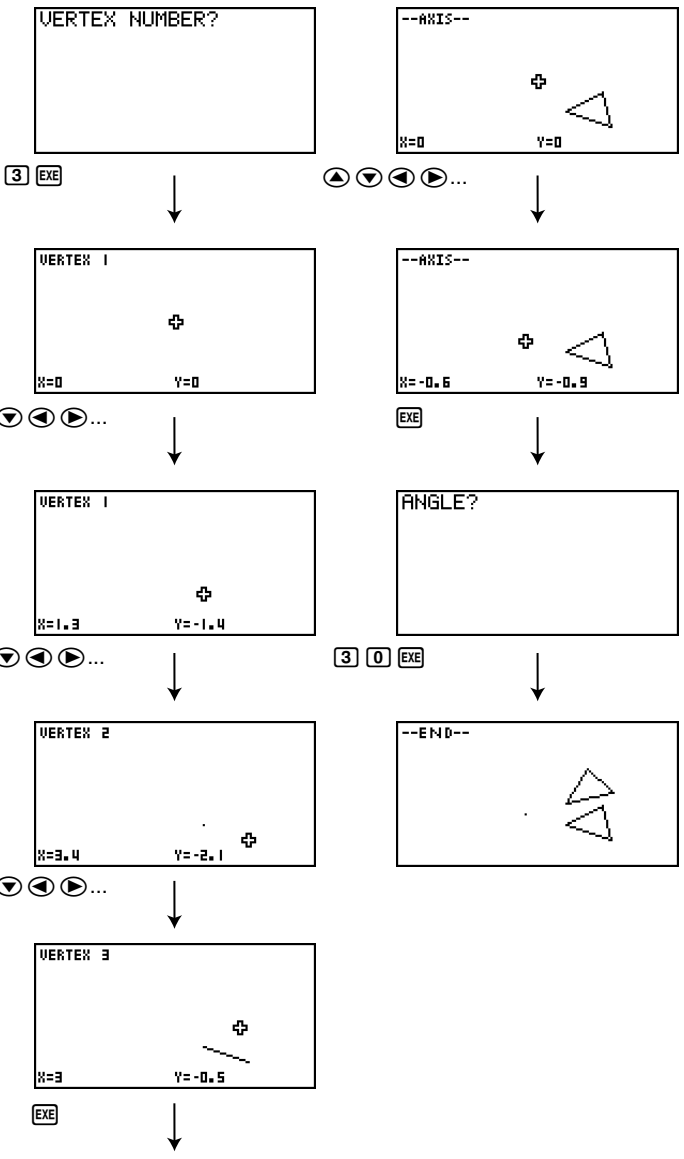 VERTEX NUMBER?
3 EXE
VERTEX 1
X=0 Y=0
...
VERTEX 1
X=1.3 Y=-1.4
...
VERTEX 2
X=3.4 Y=-2.1
...
VERTEX 3
X=3 Y=-0.5
EXE
--AXIS--
X=0 Y=0
...
--AXIS--
X=-0.6 Y=-0.9
EXE
ANGLE?
3 0 EXE
--END--